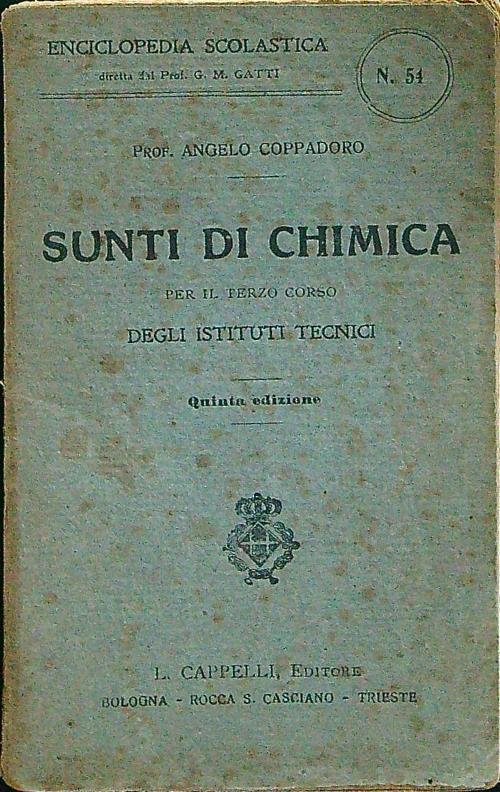 ENCICLOPEDIA SCOLASTICA
diretta dal Prof. G. M. GATTI
N. 51
PROF. ANGELO COPPADORO
SUNTI DI CHIMICA
PER IL TERZO CORSO
DEGLI ISTITUTI TECNICI
Quinta edizione
L. CAPPELLI, EDITORE
BOLOGNA - ROCCA S. CASCIANO - TRIESTE